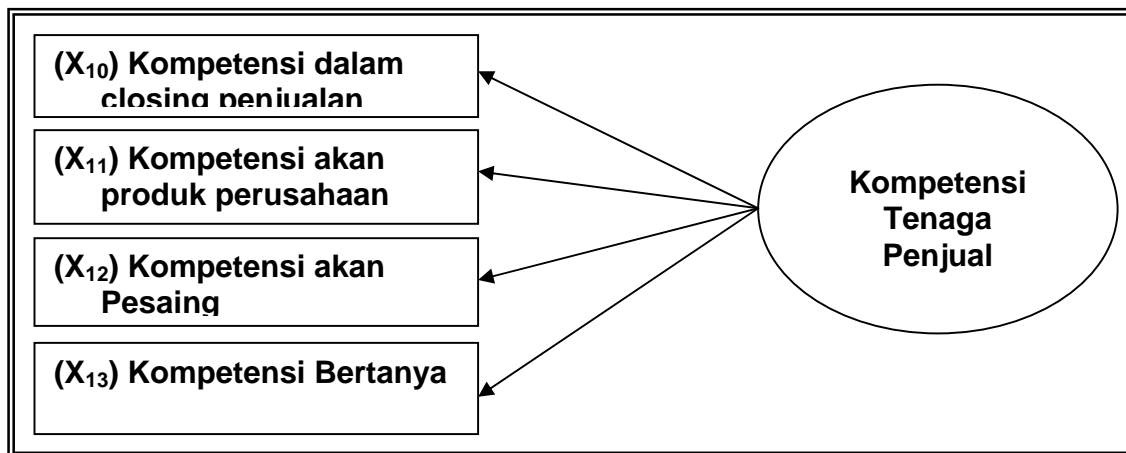 (X₁₀) Kompetensi dalam
closing penjualan
(X₁₁) Kompetensi akan
produk perusahaan
(X₁₂) Kompetensi akan
Pesaing
(X₁₃) Kompetensi Bertanya
Kompetensi
Tenaga
Penjual